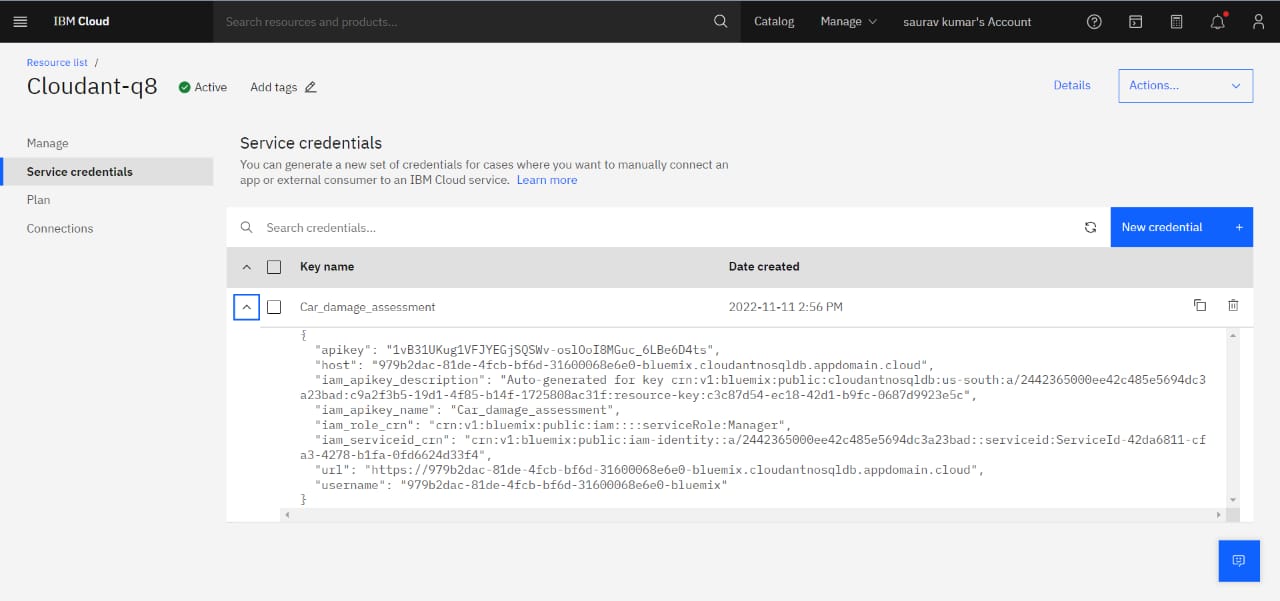 IBM Cloud
Search resources and products...
Catalog
Manage
saurav kumar's Account
Resource list /
Cloudant-q8
Active
Add tags
Details
Actions...
Manage
Service credentials
Plan
Connections
Service credentials
You can generate a new set of credentials for cases where you want to manually connect an
app or external consumer to an IBM Cloud service. Learn more
Search credentials...
New credential +
Key name
Date created
Car_damage_assessment
2022-11-11 2:56 PM
{
"apikey": "1vB31UKug1VFJYEGjSQSWv-oslOoI8MGuc_6LBe6D4ts",
"host": "979b2dac-81de-4fcb-bf6d-31600068e6e0-bluemix.cloudantnosqldb.appdomain.cloud",
"iam_apikey_description": "Auto-generated for key crn:v1:bluemix:public:cloudantnosqldb:us-south:a/2442365000ee42c485e5694dc3
a23bad:c9a2f3b5-19d1-4f85-b14f-1725808ac31f:resource-key:c3c87d54-ec18-42d1-b9fc-0687d9923e5c",
"iam_apikey_name": "Car_damage_assessment",
"iam_role_crn": "crn:v1:bluemix:public:iam::::serviceRole:Manager",
"iam_serviceid_crn": "crn:v1:bluemix:public:iam-identity::a/2442365000ee42c485e5694dc3a23bad::serviceid:ServiceId-42da6811-cf
a3-4278-b1fa-0fd6624d33f4",
"url": "https://979b2dac-81de-4fcb-bf6d-31600068e6e0-bluemix.cloudantnosqldb.appdomain.cloud",
"username": "979b2dac-81de-4fcb-bf6d-31600068e6e0-bluemix"
}